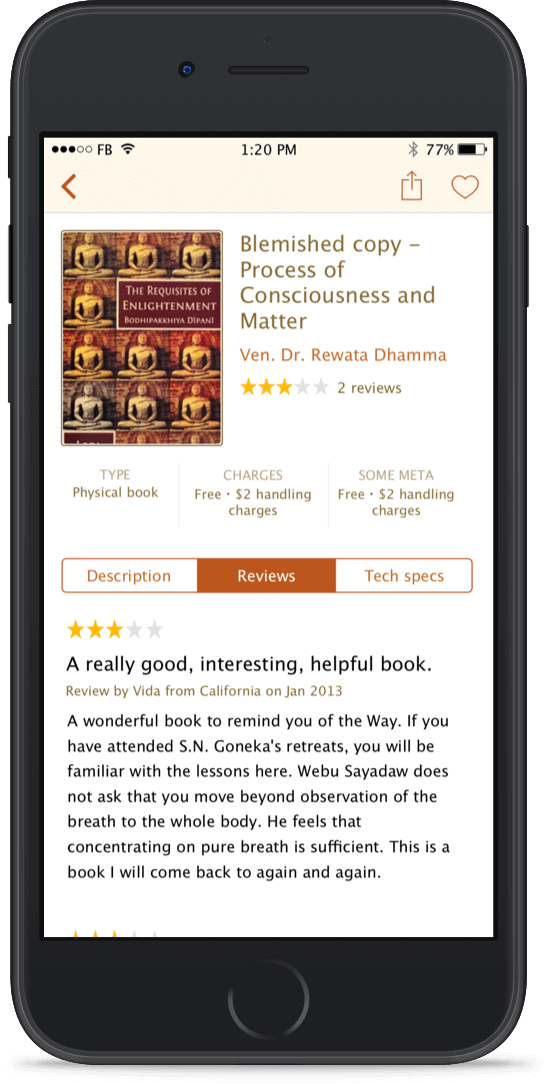 FB 1:20 PM 77%
THE REQUISITES OF
ENLIGHTENMENT
BODHIPAKKHIYA DĪPANĪ
Blemished copy –
Process of
Consciousness and
Matter
Ven. Dr. Rewata Dhamma
2 reviews
TYPE
Physical book
CHARGES
Free • $2 handling
charges
SOME META
Free • $2 handling
charges
Description Reviews Tech specs
A really good, interesting, helpful book.
Review by Vida from California on Jan 2013
A wonderful book to remind you of the Way. If you
have attended S.N. Goneka's retreats, you will be
familiar with the lessons here. Webu Sayadaw does
not ask that you move beyond observation of the
breath to the whole body. He feels that
concentrating on pure breath is sufficient. This is a
book I will come back to again and again.